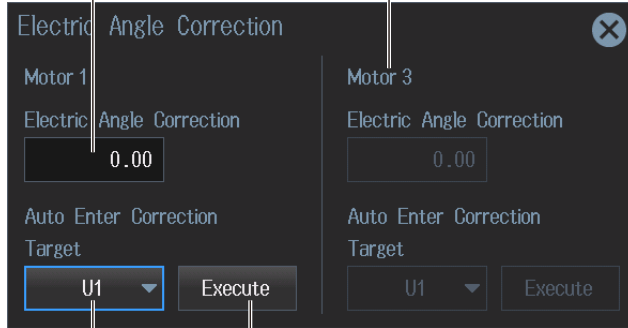 Electric Angle Correction
Motor 1
Electric Angle Correction
0.00
Auto Enter Correction
Target
U1
Execute
Motor 3
Electric Angle Correction
0.00
Auto Enter Correction
Target
U1
Execute